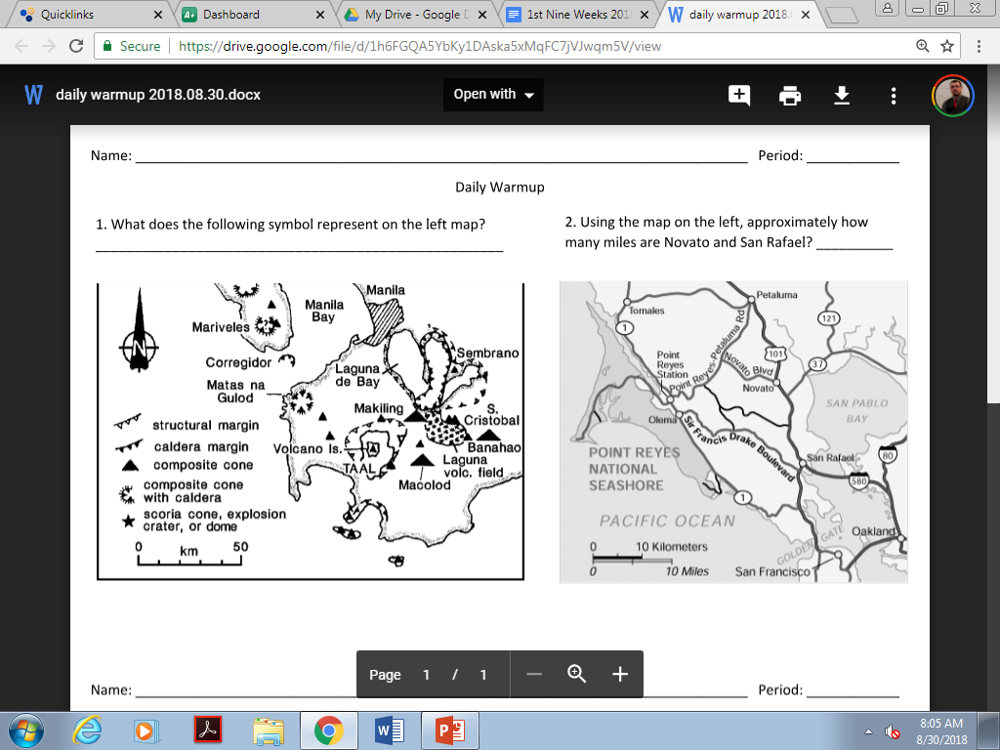 Quicklinks
Dashboard
My Drive - Google D
1st Nine Weeks 201
daily warmup 2018.
Secure
https://drive.google.com/file/d/1h6FGQA5YbKy1DAska5xMqFC7jVJwqm5V/view
daily warmup 2018.08.30.docx
Open with
Name: Period:
Daily Warmup
1. What does the following symbol represent on the left map?
2. Using the map on the left, approximately how
many miles are Novato and San Rafael?
Manila
Manila
Bay
Mariveles
?
N
Corregidor
Sembrano
Laguna
de Bay
Matas na
Gulod
Makiling
S.
Cristobal
structural margin
Volcano Is.
Banahao
caldera margin
Laguna
volc. field
TAAL
composite cone
Macolod
composite cone
with caldera
scoria cone, explosion
crater, or dome
0 km 50
Petaluma
Tomales
121
1
Point Reyes-Petaluma Rd
101
Point
Reyes
Station
37
Novato Blvd
Novato
SAN PABLO
BAY
Olema
Sir Francis Drake Boulevard
POINT REYES
NATIONAL
SEASHORE
San Rafael
80
580
1
PACIFIC OCEAN
Oakland
GOLDEN GATE
0 10 Kilometers
0 10 Miles
San Francisco
Page 1 / 1
Name: Period:
8:05 AM
8/30/2018